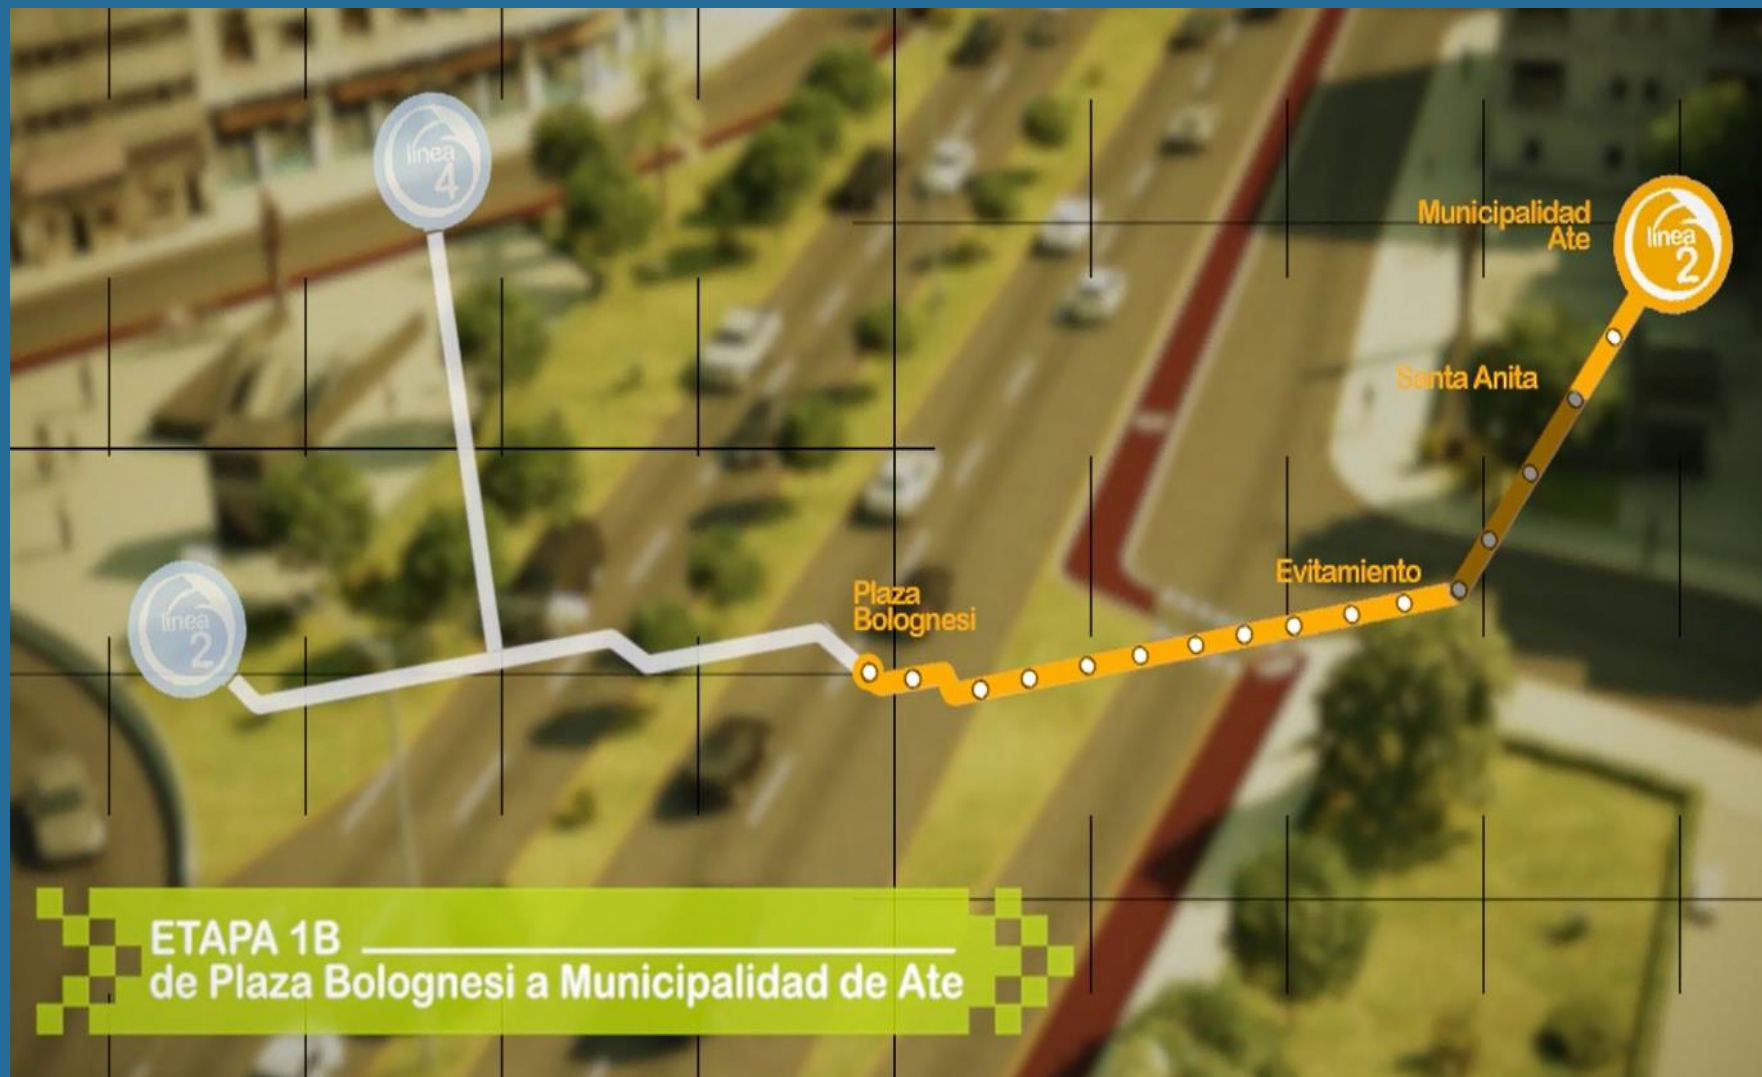 línea
4
Municipalidad
Ate
línea
2
Santa Anita
Evitamiento
Plaza
Bolognesi
línea
2
ETAPA 1B
de Plaza Bolognesi a Municipalidad de Ate